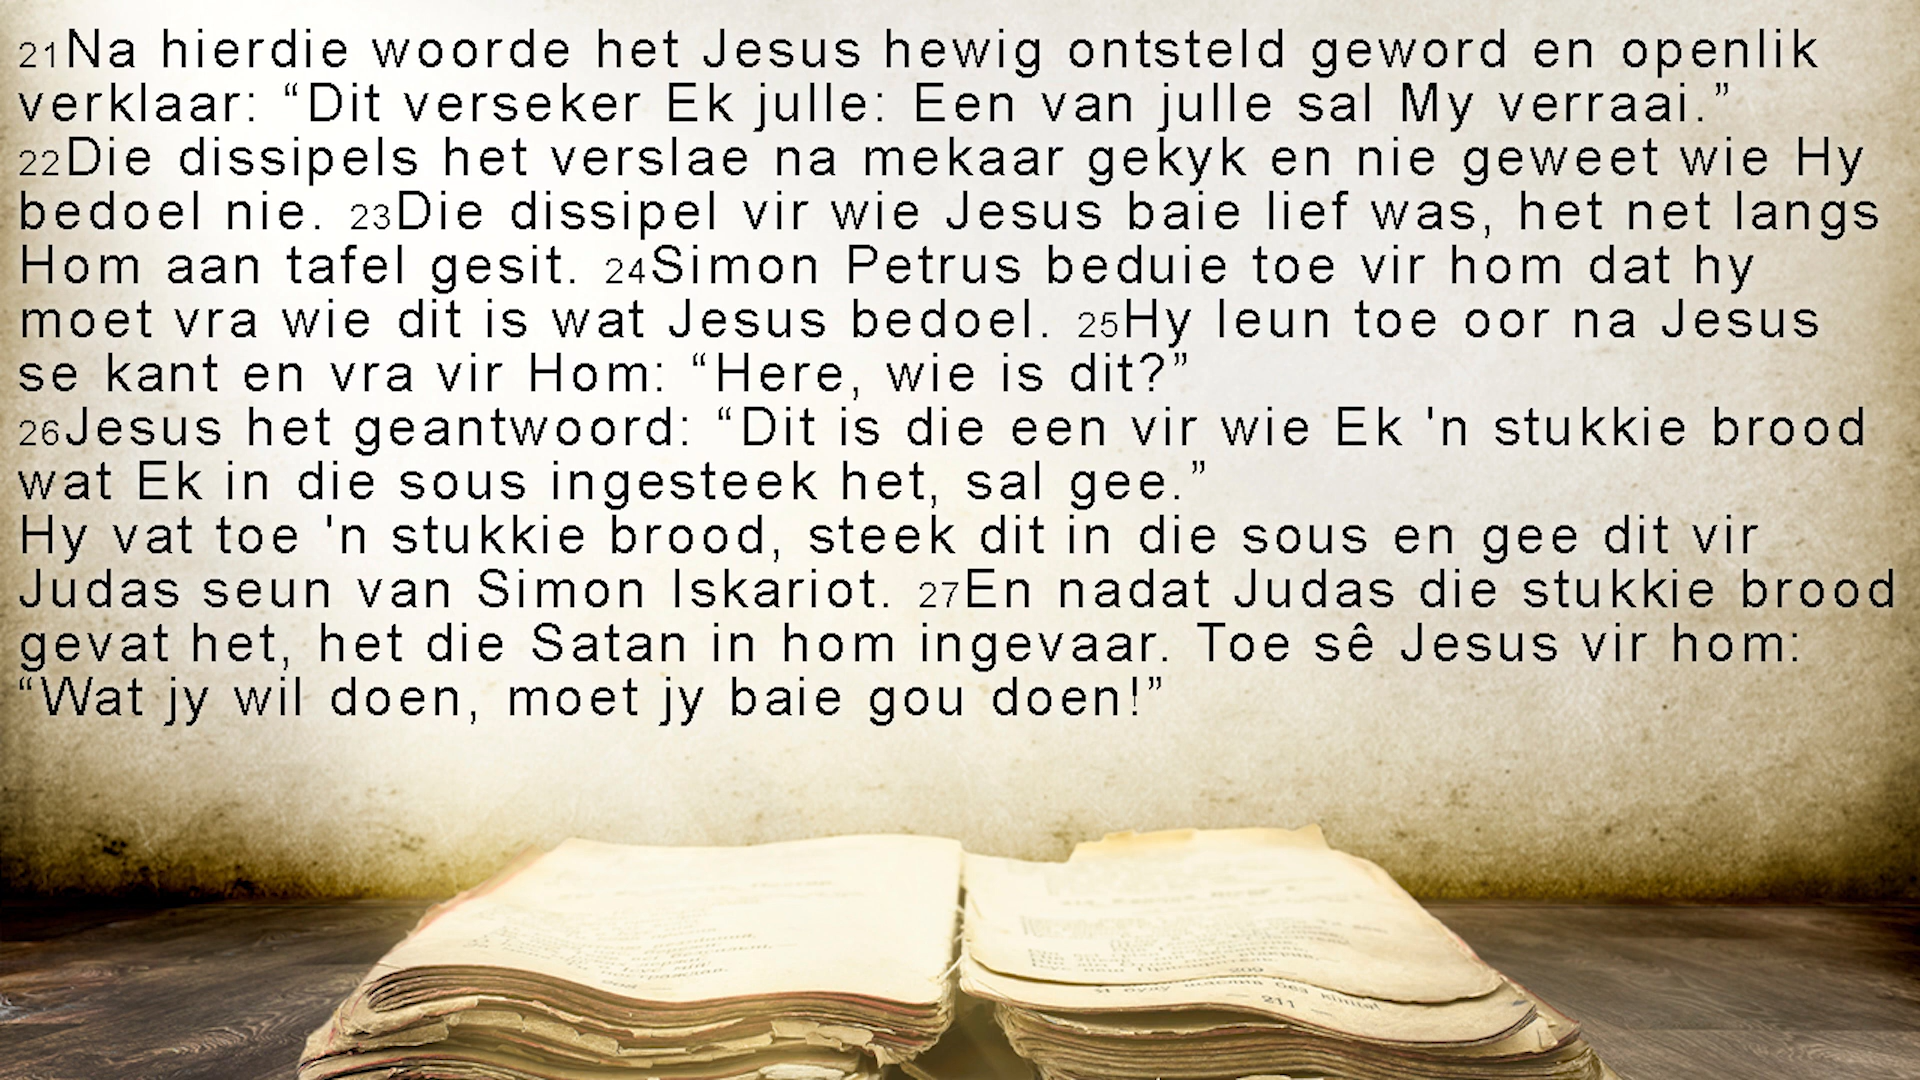 21Na hierdie woorde het Jesus hewig ontsteld geword en openlik
verklaar: “Dit verseker Ek julle: Een van julle sal My verraai.”
22Die dissipels het verslae na mekaar gekyk en nie geweet wie Hy
bedoel nie. 23Die dissipel vir wie Jesus baie lief was, het net langs
Hom aan tafel gesit. 24Simon Petrus beduie toe vir hom dat hy
moet vra wie dit is wat Jesus bedoel. 25Hy leun toe oor na Jesus
se kant en vra vir Hom: “Here, wie is dit?”
26Jesus het geantwoord: “Dit is die een vir wie Ek 'n stukkie brood
wat Ek in die sous ingesteek het, sal gee.”
Hy vat toe 'n stukkie brood, steek dit in die sous en gee dit vir
Judas seun van Simon Iskariot. 27En nadat Judas die stukkie brood
gevat het, het die Satan in hom ingevaar. Toe sê Jesus vir hom:
“Wat jy wil doen, moet jy baie gou doen!”
209
211